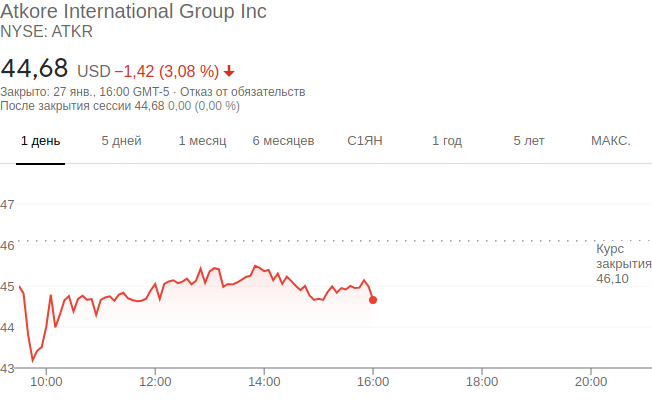 Atkore International Group Inc
NYSE: ATKR
44,68 USD −1,42 (3,08 %)
Закрыто: 27 янв., 16:00 GMT-5 · Отказ от обязательств
После закрытия сессии 44,68 0,00 (0,00 %)
1 день 5 дней 1 месяц 6 месяцев С1ЯН 1 год 5 лет МАКС.
47
46
Курс
закрытия
46,10
45
44
43
10:00 12:00 14:00 16:00 18:00 20:00